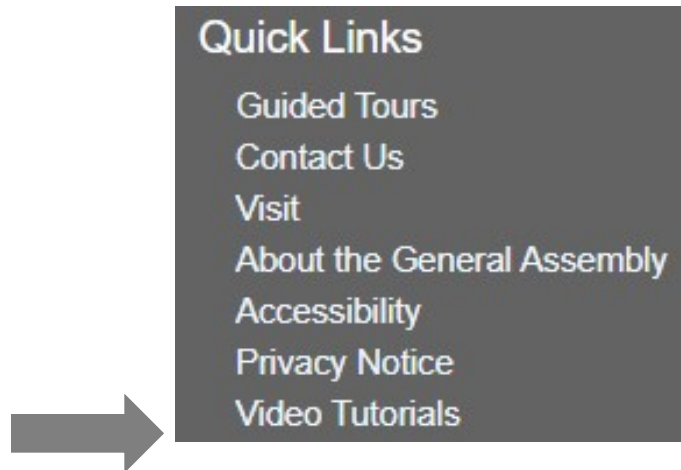 Quick Links
Guided Tours
Contact Us
Visit
About the General Assembly
Accessibility
Privacy Notice
Video Tutorials